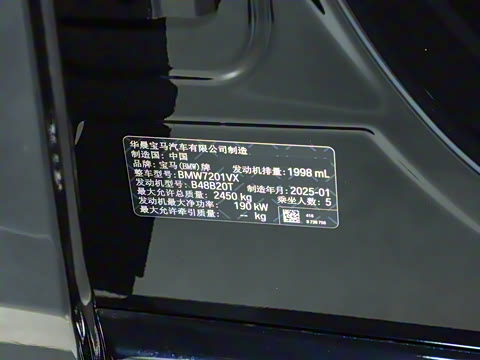 华晨宝马汽车有限公司制造
制造国：中国
品牌：宝马(BMW)牌 发动机排量：1998 mL
整车型号：BMW7201VX
发动机型号：B48B20T 制造年月：2025-01
最大允许总质量： 2450 kg 乘坐人数：5
发动机最大净功率： 190 kW
最大允许牵引质量： -- kg
416